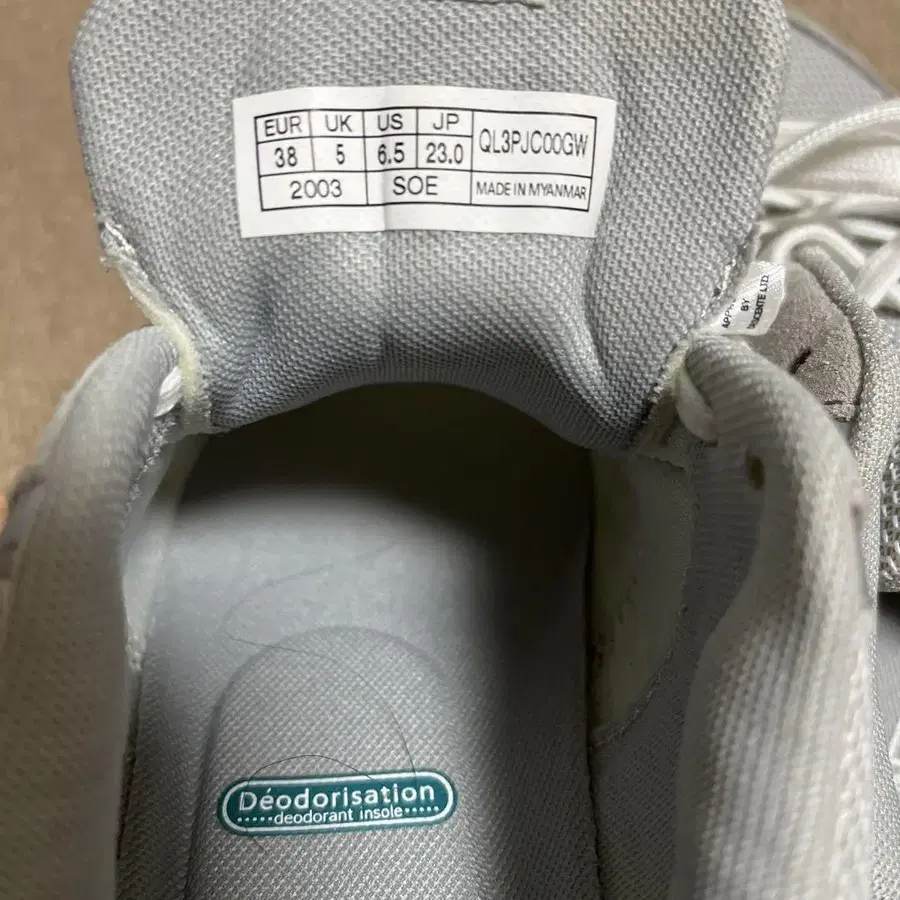 EUR UK US JP QL3PJC00GW
38 5 6.5 23.0
2003 SOE MADE IN MYANMAR
BY
Déodorisation
deodorant insole